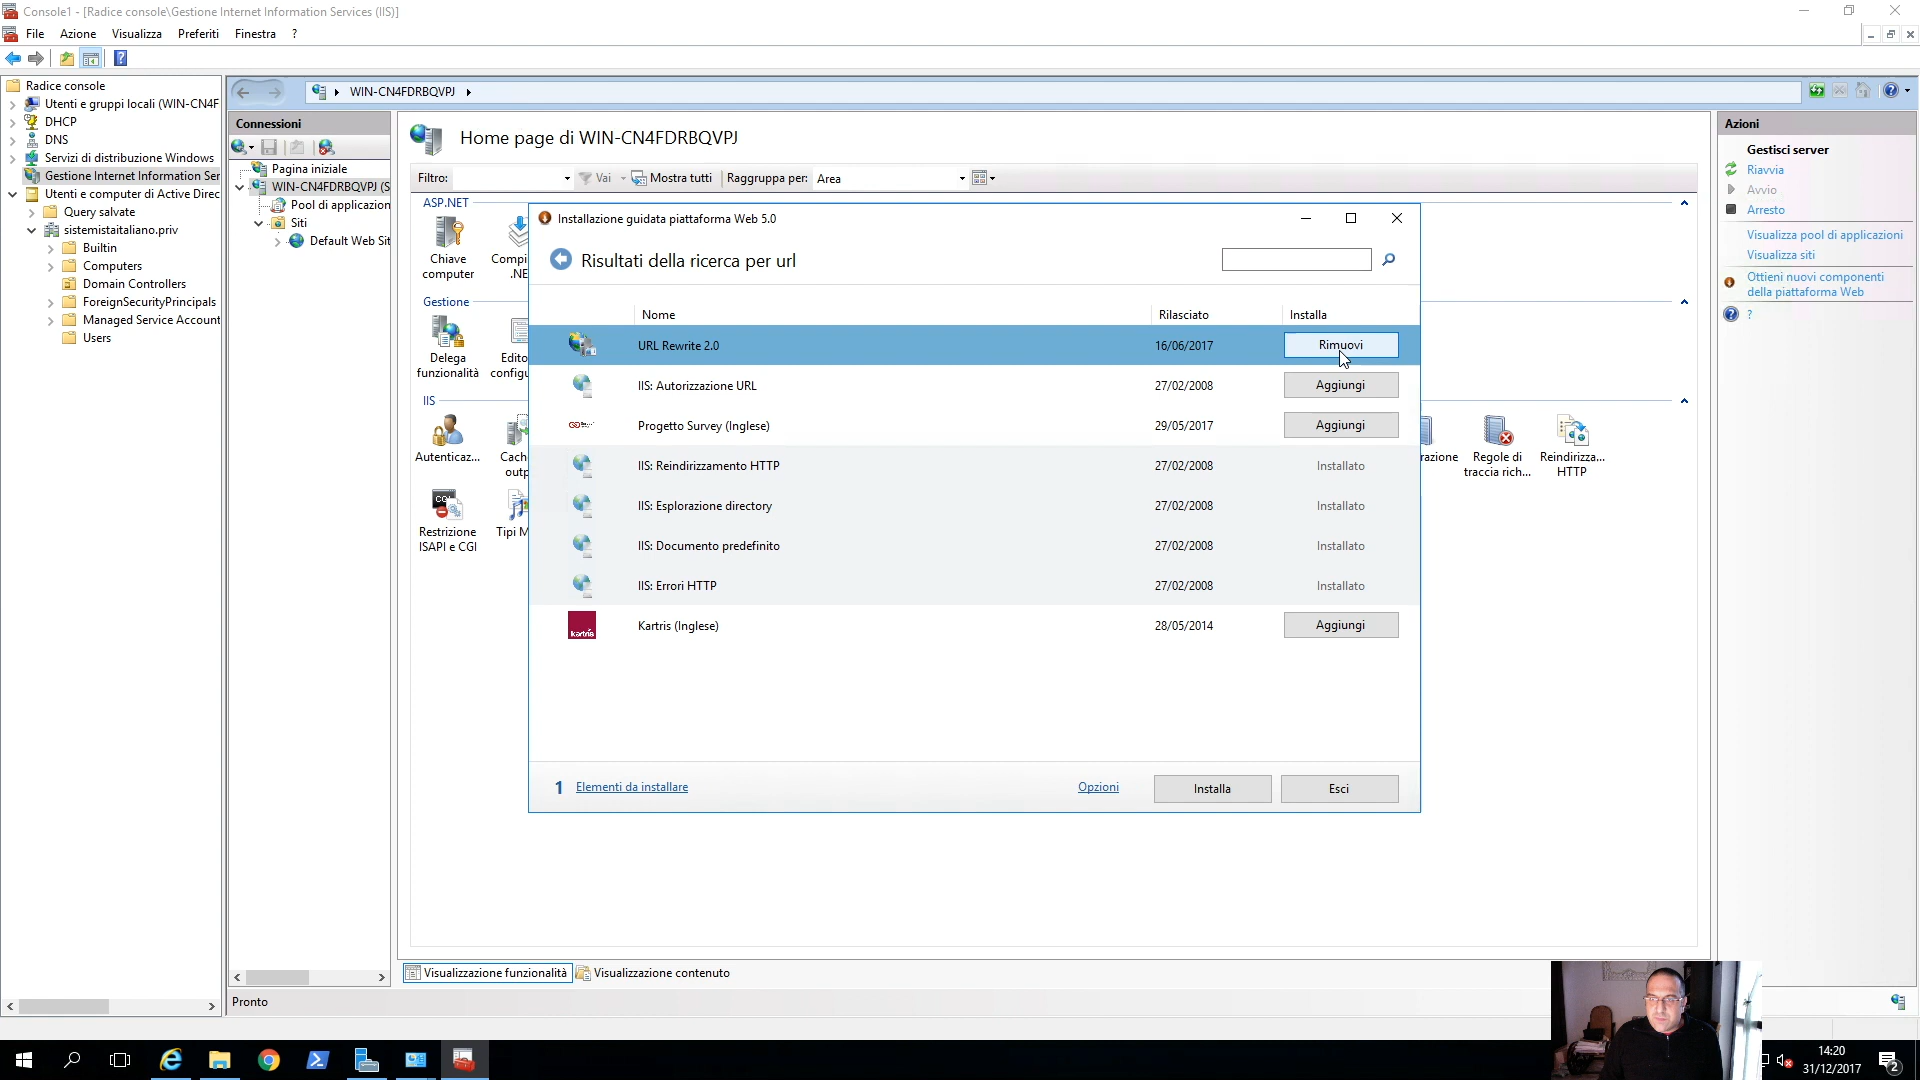 Console1 - [Radice console\Gestione Internet Information Services (IIS)]
File Azione Visualizza Preferiti Finestra ?
Radice console
Utenti e gruppi locali (WIN-CN4F
DHCP
DNS
Servizi di distribuzione Windows
Gestione Internet Information Ser
Utenti e computer di Active Direc
Query salvate
sistemistaitaliano.priv
Builtin
Computers
Domain Controllers
ForeignSecurityPrincipals
Managed Service Account
Users
WIN-CN4FDRBQVPJ
Connessioni
Pagina iniziale
WIN-CN4FDRBQVPJ (S
Pool di applicazion
Siti
Default Web Sit
Home page di WIN-CN4FDRBQVPJ
Filtro: Vai Mostra tutti Raggruppa per: Area
ASP.NET
Chiave computer
Compi .NE
Gestione
Delega funzionalità
Edito configu
IIS
Autenticaz...
Cach outp
razione
Regole di traccia rich...
Reindirizza... HTTP
Restrizione ISAPI e CGI
Tipi M
Installazione guidata piattaforma Web 5.0
Risultati della ricerca per url
Nome Rilasciato Installa
URL Rewrite 2.0 16/06/2017 Rimuovi
IIS: Autorizzazione URL 27/02/2008 Aggiungi
Progetto Survey (Inglese) 29/05/2017 Aggiungi
IIS: Reindirizzamento HTTP 27/02/2008 Installato
IIS: Esplorazione directory 27/02/2008 Installato
IIS: Documento predefinito 27/02/2008 Installato
IIS: Errori HTTP 27/02/2008 Installato
kartris Kartris (Inglese) 28/05/2014 Aggiungi
1 Elementi da installare Opzioni Installa Esci
Visualizzazione funzionalità Visualizzazione contenuto
Pronto
Azioni
Gestisci server
Riavvia
Avvio
Arresto
Visualizza pool di applicazioni
Visualizza siti
Ottieni nuovi componenti
della piattaforma Web
?
14:20
31/12/2017
2